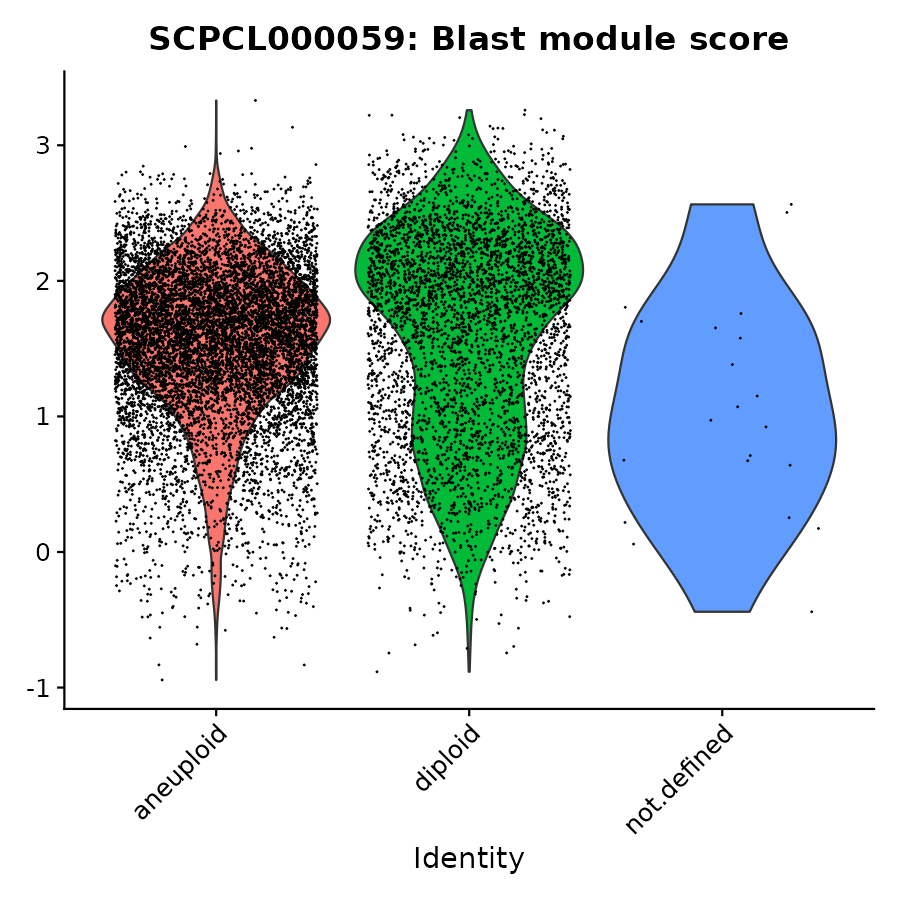 SCPCL000059: Blast module score
3
2
1
0
-1
aneuploid
diploid
not.defined
Identity